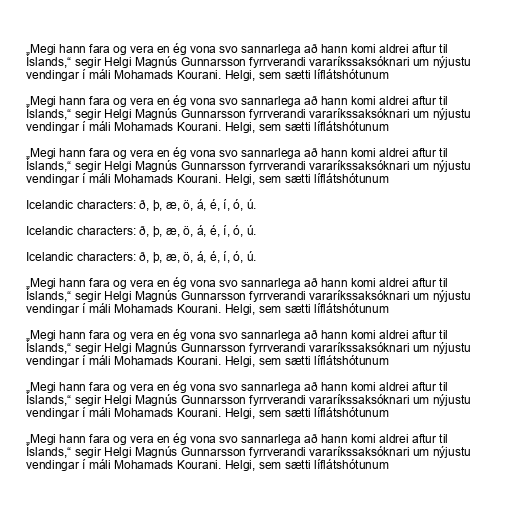 „Megi hann fara og vera en ég vona svo sannarlega að hann komi aldrei aftur til
Íslands,“ segir Helgi Magnús Gunnarsson fyrrverandi vararíkssaksóknari um nýjustu
vendingar í máli Mohamads Kourani. Helgi, sem sætti líflátshótunum
„Megi hann fara og vera en ég vona svo sannarlega að hann komi aldrei aftur til
Íslands,“ segir Helgi Magnús Gunnarsson fyrrverandi vararíkssaksóknari um nýjustu
vendingar í máli Mohamads Kourani. Helgi, sem sætti líflátshótunum
„Megi hann fara og vera en ég vona svo sannarlega að hann komi aldrei aftur til
Íslands,“ segir Helgi Magnús Gunnarsson fyrrverandi vararíkssaksóknari um nýjustu
vendingar í máli Mohamads Kourani. Helgi, sem sætti líflátshótunum
Icelandic characters: ð, þ, æ, ö, á, é, í, ó, ú.
Icelandic characters: ð, þ, æ, ö, á, é, í, ó, ú.
Icelandic characters: ð, þ, æ, ö, á, é, í, ó, ú.
„Megi hann fara og vera en ég vona svo sannarlega að hann komi aldrei aftur til
Íslands,“ segir Helgi Magnús Gunnarsson fyrrverandi vararíkssaksóknari um nýjustu
vendingar í máli Mohamads Kourani. Helgi, sem sætti líflátshótunum
„Megi hann fara og vera en ég vona svo sannarlega að hann komi aldrei aftur til
Íslands,“ segir Helgi Magnús Gunnarsson fyrrverandi vararíkssaksóknari um nýjustu
vendingar í máli Mohamads Kourani. Helgi, sem sætti líflátshótunum
„Megi hann fara og vera en ég vona svo sannarlega að hann komi aldrei aftur til
Íslands,“ segir Helgi Magnús Gunnarsson fyrrverandi vararíkssaksóknari um nýjustu
vendingar í máli Mohamads Kourani. Helgi, sem sætti líflátshótunum
„Megi hann fara og vera en ég vona svo sannarlega að hann komi aldrei aftur til
Íslands,“ segir Helgi Magnús Gunnarsson fyrrverandi vararíkssaksóknari um nýjustu
vendingar í máli Mohamads Kourani. Helgi, sem sætti líflátshótunum